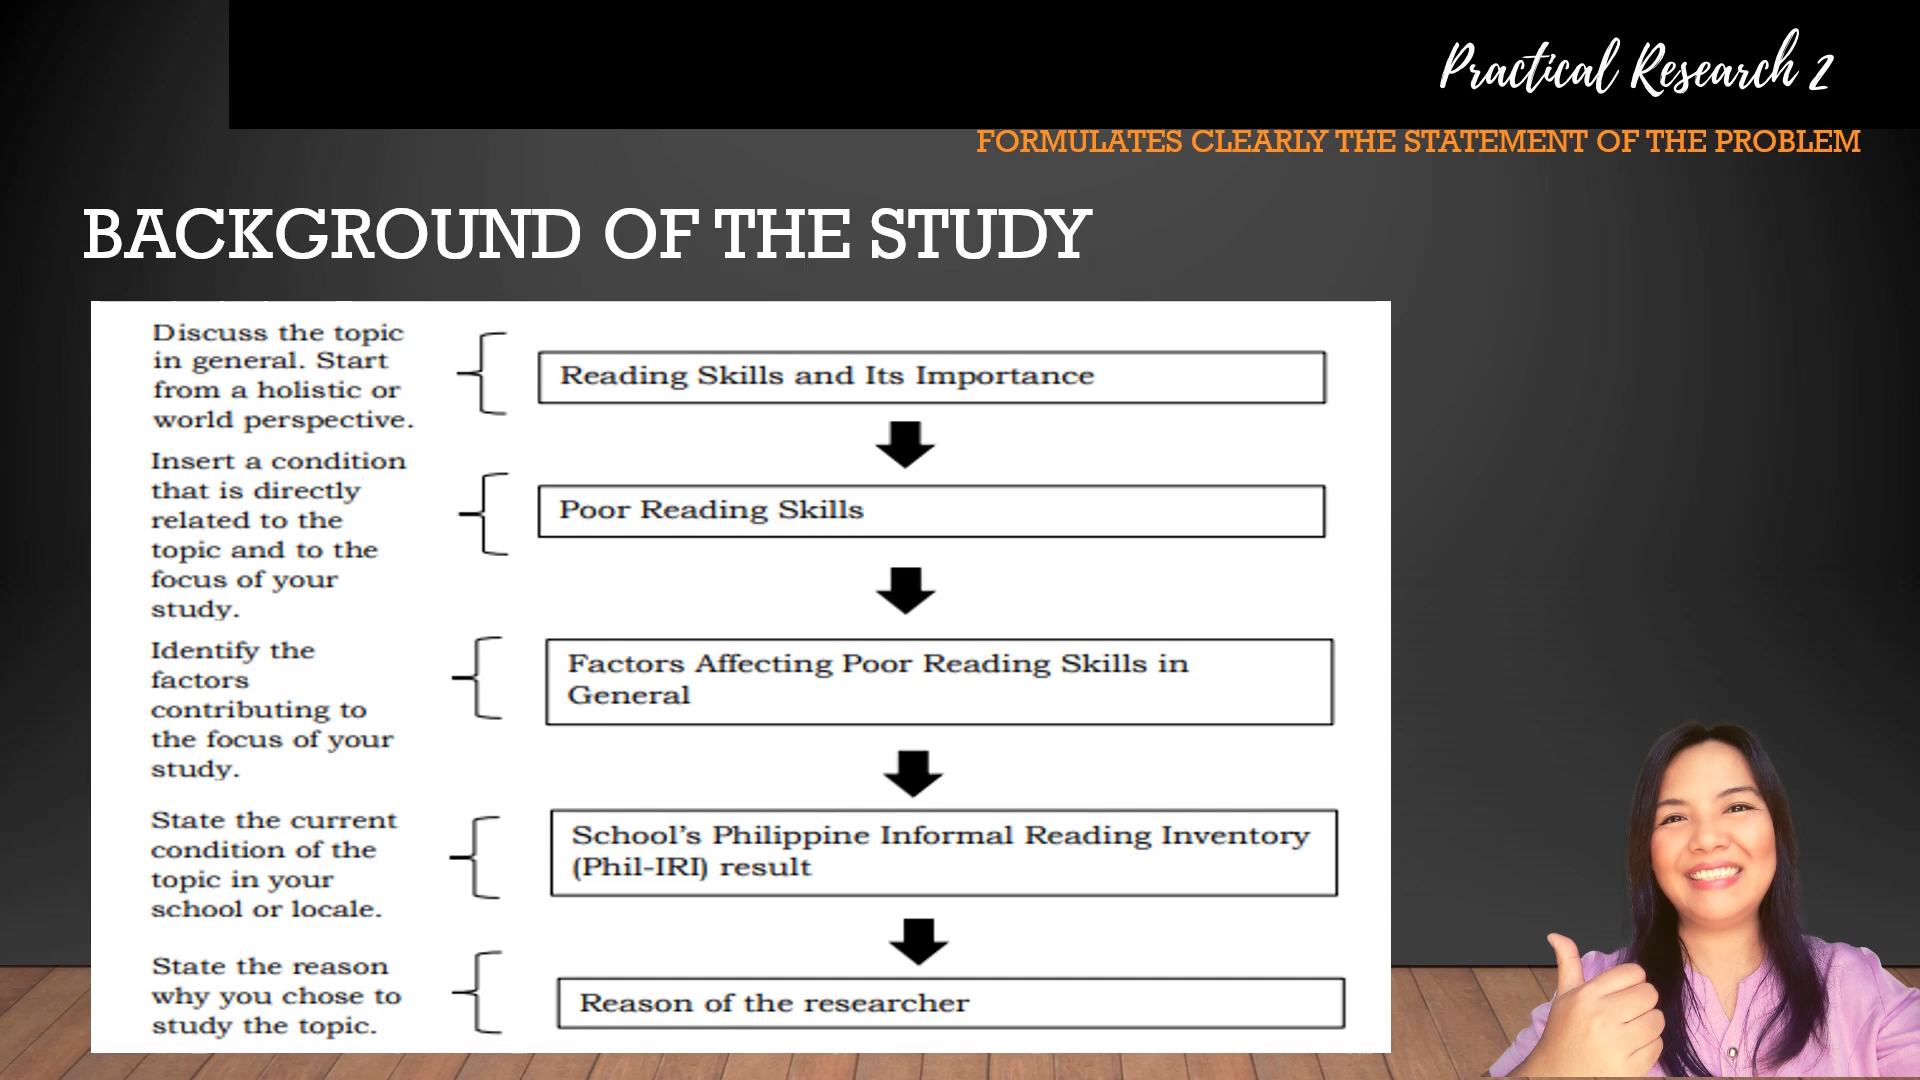 Practical Research 2
FORMULATES CLEARLY THE STATEMENT OF THE PROBLEM
BACKGROUND OF THE STUDY
Discuss the topic
in general. Start
from a holistic or
world perspective.
Reading Skills and Its Importance
Insert a condition
that is directly
related to the
topic and to the
focus of your
study.
Poor Reading Skills
Identify the
factors
contributing to
the focus of your
study.
Factors Affecting Poor Reading Skills in
General
State the current
condition of the
topic in your
school or locale.
School’s Philippine Informal Reading Inventory
(Phil-IRI) result
State the reason
why you chose to
study the topic.
Reason of the researcher